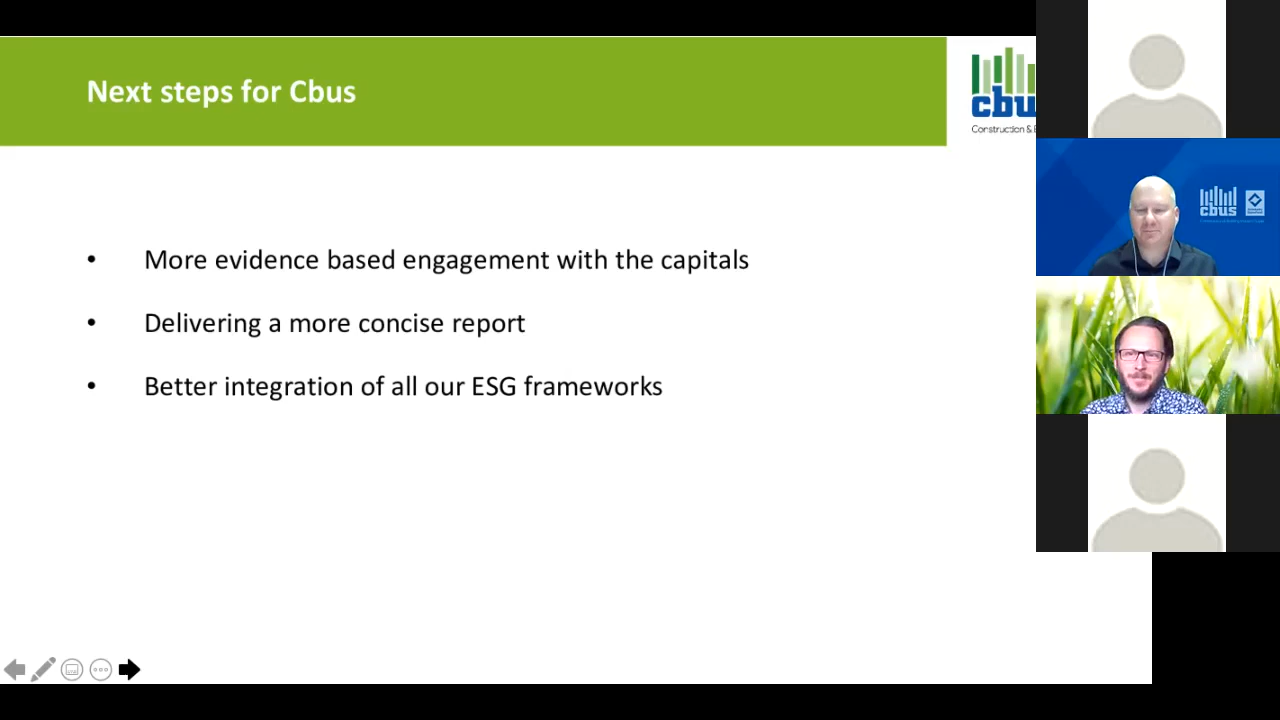 Next steps for Cbus
cbu
Construction &
• More evidence based engagement with the capitals
• Delivering a more concise report
• Better integration of all our ESG frameworks
cbus